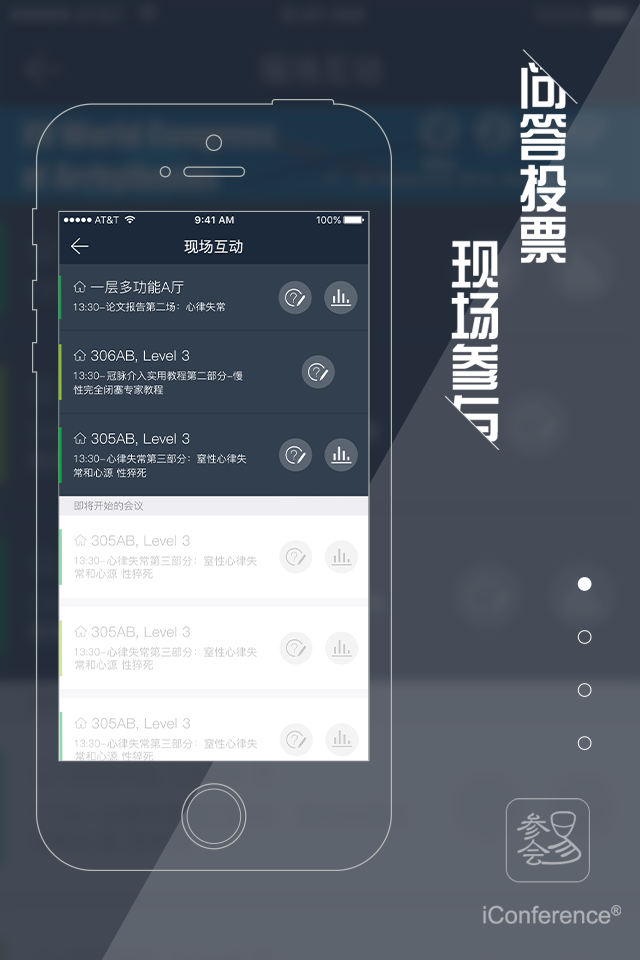 问答投票
现场参与
AT&T 9:41 AM 100%
现场互动
一层多功能A厅
13:30-论文报告第二场：心律失常
306AB, Level 3
13:30-冠脉介入实用教程第二部分-慢
性完全闭塞专家教程
305AB, Level 3
13:30-心律失常第三部分：窒性心律失
常和心源 性猝死
即将开始的会议
305AB, Level 3
13:30-心律失常第三部分：窒性心律失
常和心源 性猝死
305AB, Level 3
13:30-心律失常第三部分：窒性心律失
常和心源 性猝死
305AB, Level 3
13:30-心律失常第三部分：窒性心律失
常和心源 性猝死
参会易
iConference®